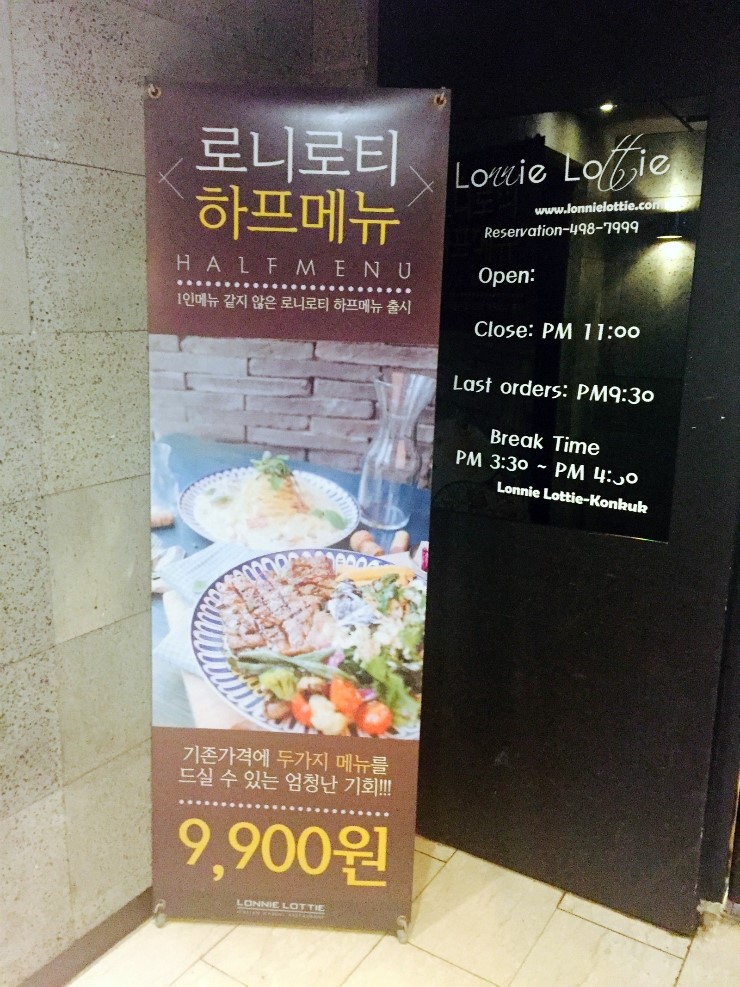 로니로티
하프메뉴
HALFMENU
1인메뉴 같지 않은 로니로티 하프메뉴 출시
기존가격에 두가지 메뉴를
드실 수 있는 엄청난 기회!!!
9,900원
LONNIE LOTTIE
Lonnie Lottie
www.lonnielottie.com
Reservation-498-7999
Open:
Close: PM 11:00
Last orders: PM9:30
Break Time
PM 3:30 ~ PM 4:30
Lonnie Lottie-Konkuk